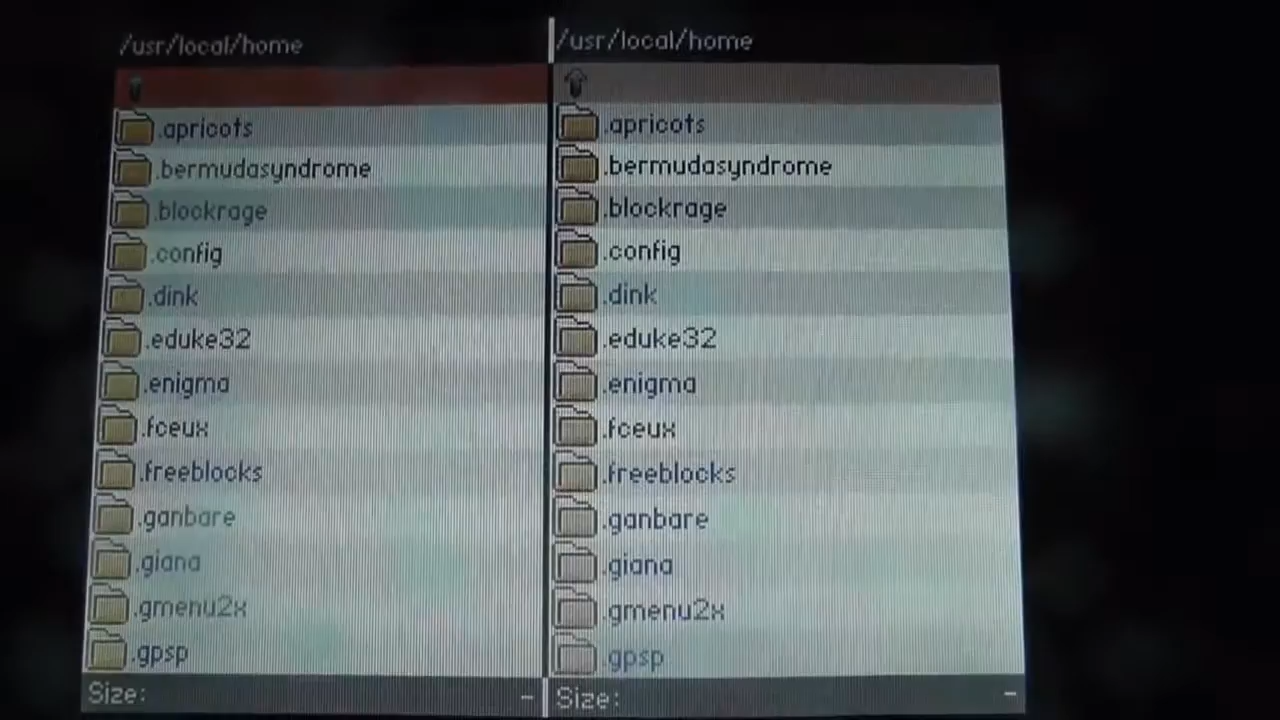 /usr/local/home
.apricots
.bermudasyndrome
.blockrage
.config
.dink
.eduke32
.enigma
.fceux
.freeblocks
.ganbare
.giana
.gmenu2x
.gpsp
Size: -
/usr/local/home
.apricots
.bermudasyndrome
.blockrage
.config
.dink
.eduke32
.enigma
.fceux
.freeblocks
.ganbare
.giana
.gmenu2x
.gpsp
Size: -